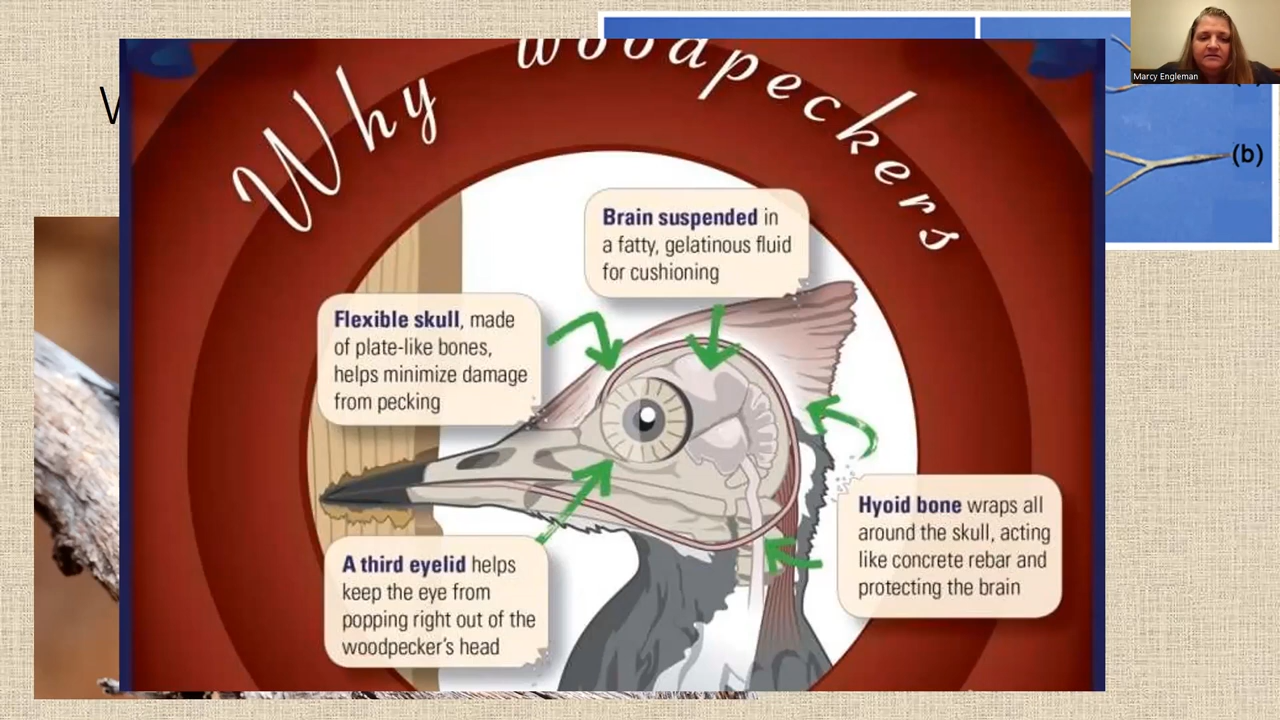 Why woodpeckers
Marcy Engleman
(b)
Brain suspended in
a fatty, gelatinous fluid
for cushioning
Flexible skull, made
of plate-like bones,
helps minimize damage
from pecking
Hyoid bone wraps all
around the skull, acting
like concrete rebar and
protecting the brain
A third eyelid helps
keep the eye from
popping right out of the
woodpecker's head